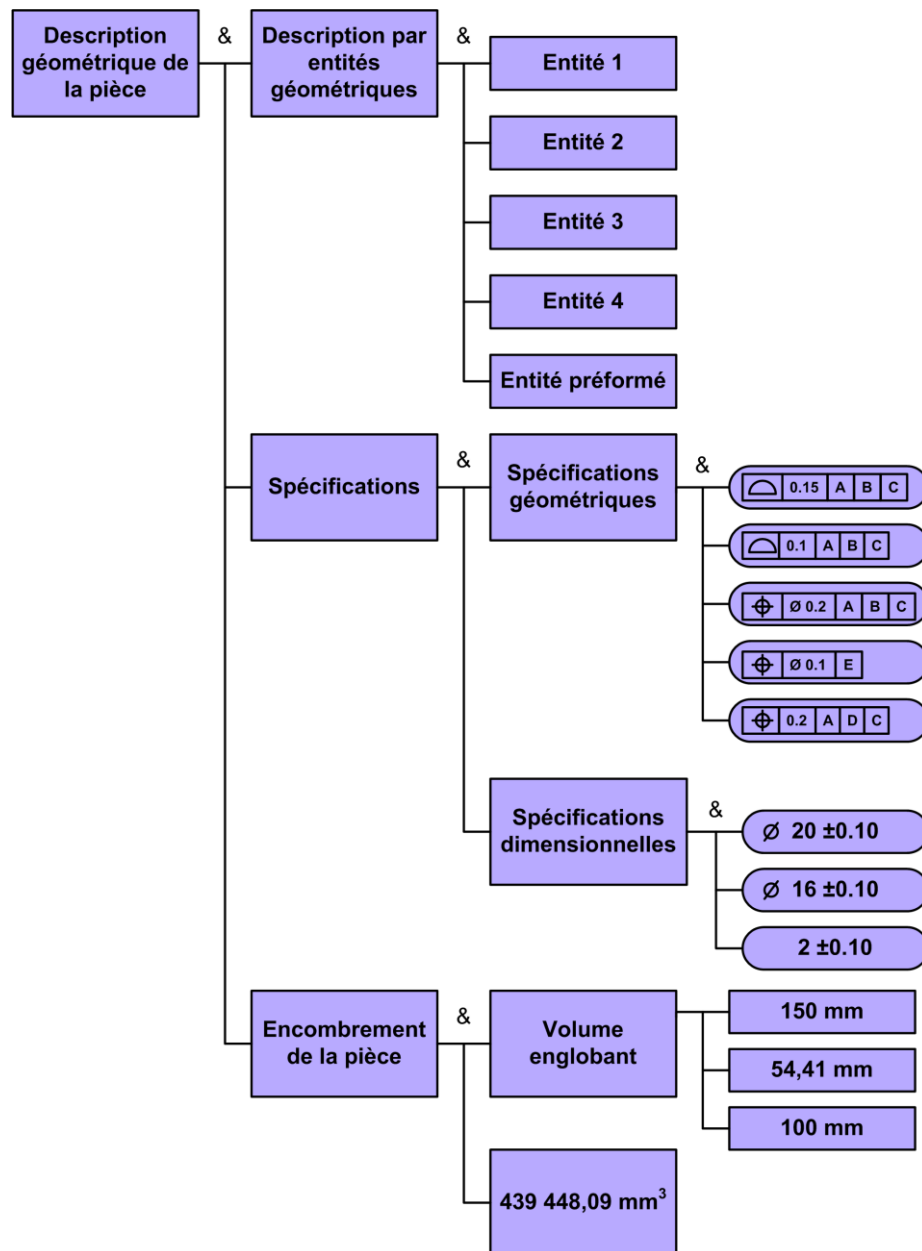 Description
géométrique de
la pièce
&
Description par
entités
géométriques
&
Entité 1
Entité 2
Entité 3
Entité 4
Entité préformé
Spécifications
&
Spécifications
géométriques
&
⌓ 0.15 A B C
⌓ 0.1 A B C
⌖ Ø 0.2 A B C
⌖ Ø 0.1 E
⌖ 0.2 A D C
Spécifications
dimensionnelles
&
Ø 20 ±0.10
Ø 16 ±0.10
2 ±0.10
Encombrement
de la pièce
&
Volume
englobant
150 mm
54,41 mm
100 mm
439 448,09 mm³